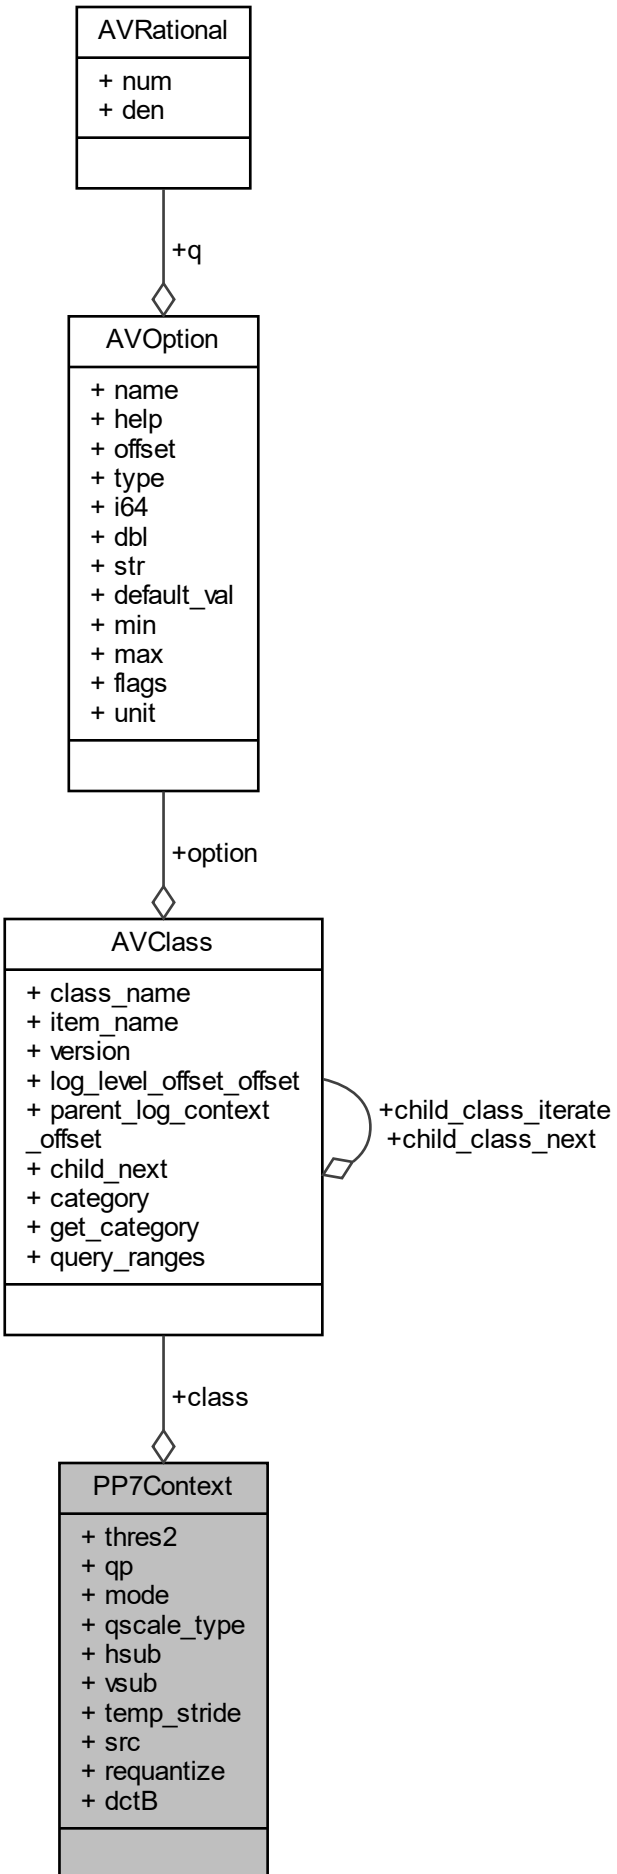 AVRational
+ num
+ den
+q
AVOption
+ name
+ help
+ offset
+ type
+ i64
+ dbl
+ str
+ default_val
+ min
+ max
+ flags
+ unit
+option
AVClass
+ class_name
+ item_name
+ version
+ log_level_offset_offset
+ parent_log_context
_offset
+ child_next
+ category
+ get_category
+ query_ranges
+child_class_iterate
+child_class_next
+class
PP7Context
+ thres2
+ qp
+ mode
+ qscale_type
+ hsub
+ vsub
+ temp_stride
+ src
+ requantize
+ dctB